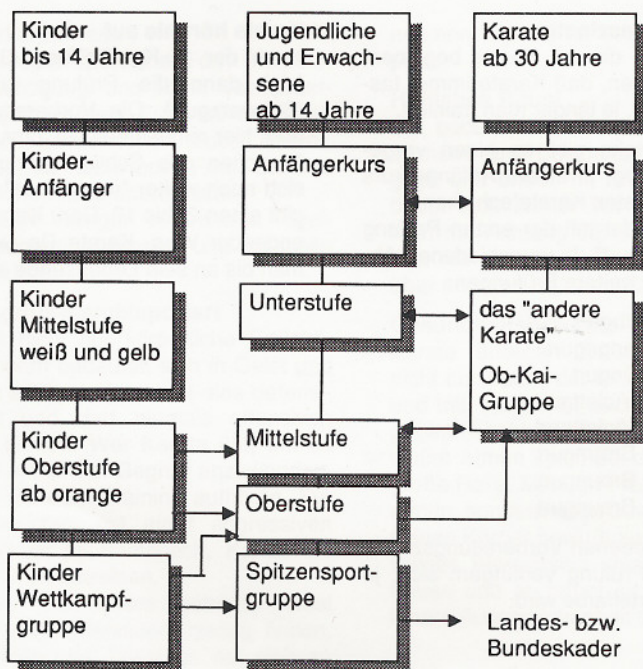 Kinder
bis 14 Jahre
Kinder-
Anfänger
Kinder
Mittelstufe
weiß und gelb
Kinder
Oberstufe
ab orange
Kinder
Wettkampf-
gruppe
Jugendliche
und Erwach-
sene
ab 14 Jahre
Anfängerkurs
Unterstufe
Mittelstufe
Oberstufe
Spitzensport-
gruppe
Karate
ab 30 Jahre
Anfängerkurs
das "andere
Karate"
Ob-Kai-
Gruppe
Landes- bzw.
Bundeskader